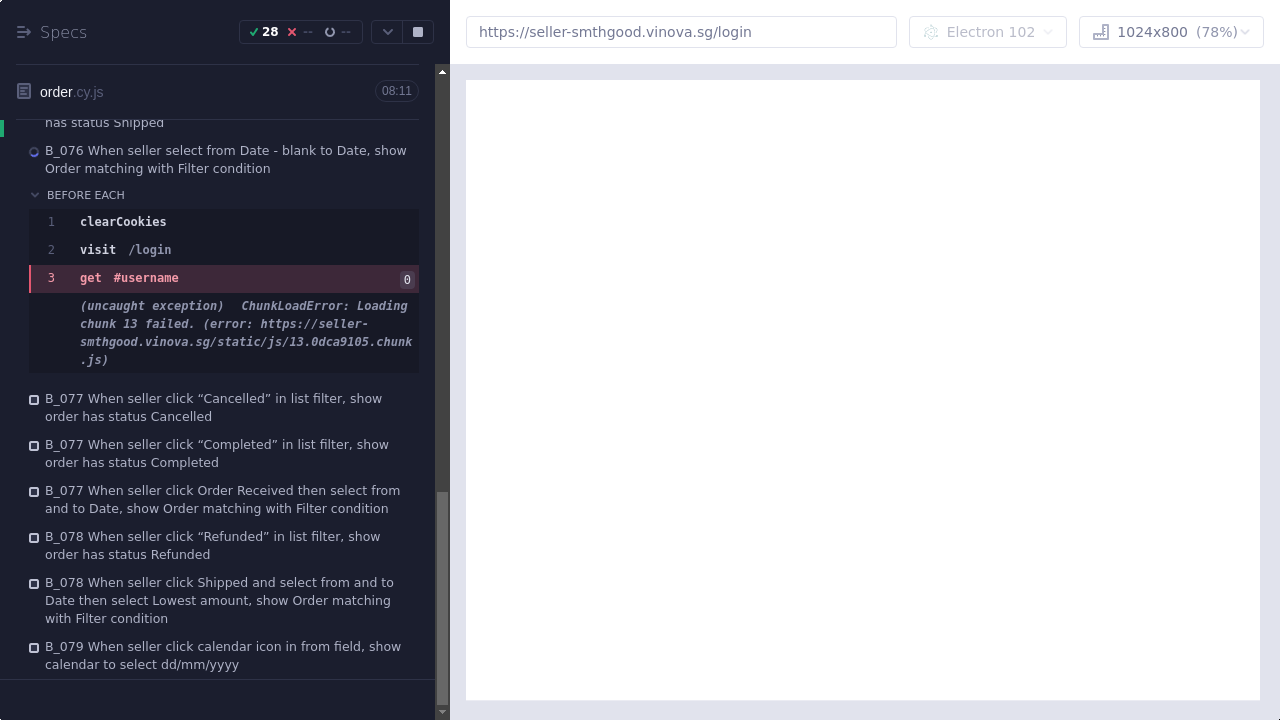 Specs
28
--
--
https://seller-smthgood.vinova.sg/login
Electron 102
1024x800 (78%)
order.cy.js
08:11
has status Shipped
B_076 When seller select from Date - blank to Date, show
Order matching with Filter condition
BEFORE EACH
1 clearCookies
2 visit /login
3 get #username 0
(uncaught exception) ChunkLoadError: Loading
chunk 13 failed. (error: https://seller-
smthgood.vinova.sg/static/js/13.0dca9105.chunk
.js)
B_077 When seller click “Cancelled” in list filter, show
order has status Cancelled
B_077 When seller click “Completed” in list filter, show
order has status Completed
B_077 When seller click Order Received then select from
and to Date, show Order matching with Filter condition
B_078 When seller click “Refunded” in list filter, show
order has status Refunded
B_078 When seller click Shipped and select from and to
Date then select Lowest amount, show Order matching
with Filter condition
B_079 When seller click calendar icon in from field, show
calendar to select dd/mm/yyyy